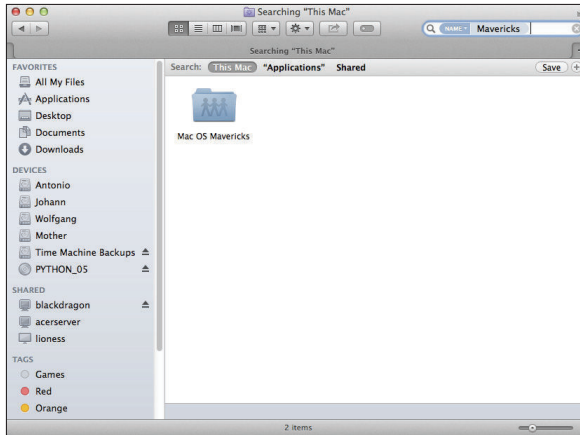 Searching "This Mac"
NAME Mavericks
Searching "This Mac"
FAVORITES
All My Files
Applications
Desktop
Documents
Downloads
DEVICES
Antonio
Johann
Wolfgang
Mother
Time Machine Backups
PYTHON_05
SHARED
blackdragon
acerserver
lioness
TAGS
Games
Red
Orange
Search: This Mac "Applications" Shared Save +
Mac OS Mavericks
2 items